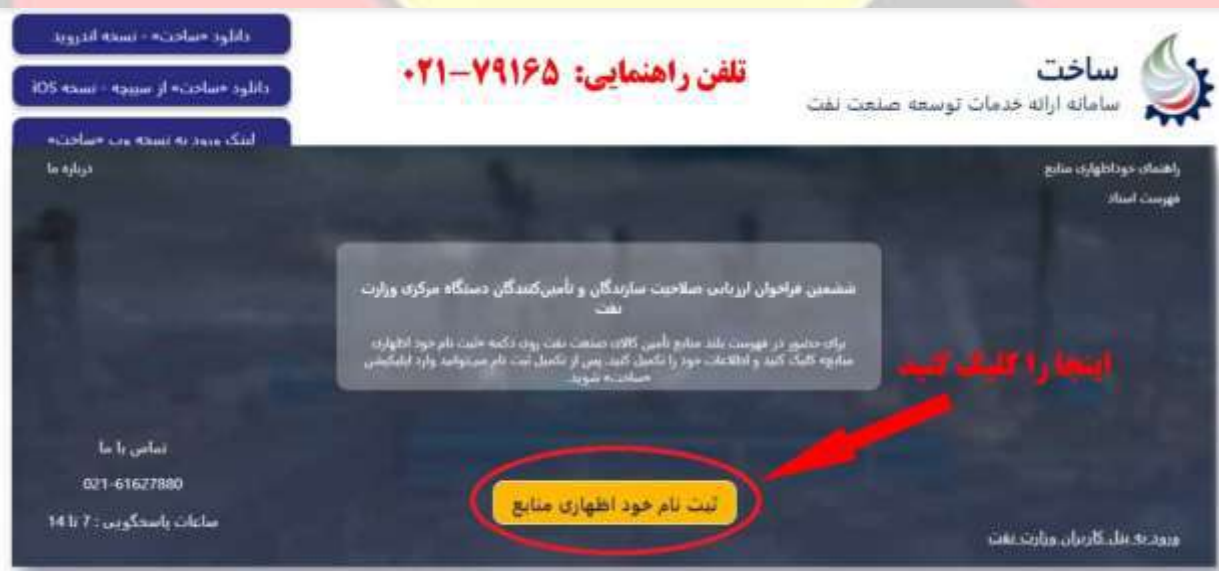 ساخت
سامانه ارائه خدمات توسعه صنعت نفت
تلفن راهنمایی: ۷۹۱۶۵–۰۲۱
دانلود «ساخت» - نسخه اندروید
دانلود «ساخت» از سیبچه - نسخه iOS
لینک ورود به نسخه وب «ساخت»
راهنمای خوداظهاری منابع
فهرست اسناد
درباره ما
ششمین فراخوان ارزیابی صلاحیت سازندگان و تأمین‌کنندگان دستگاه مرکزی وزارت
نفت
برای حضور در فهرست بلند منابع تأمین کالای صنعت نفت روی دکمه «ثبت نام خود اظهاری
منابع» کلیک کنید و اطلاعات خود را تکمیل کنید. پس از تکمیل ثبت نام می‌توانید وارد اپلیکیشن
«ساخت» شوید.
اینجا را کلیک کنید
ثبت نام خود اظهاری منابع
تماس با ما
021-61627880
ساعات پاسخگویی : 7 تا 14
ورود به پنل کاربران وزارت نفت